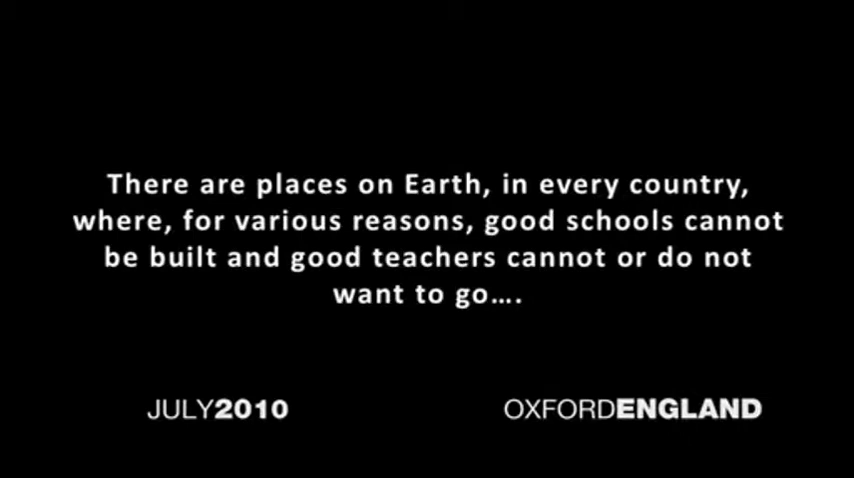 There are places on Earth, in every country,
where, for various reasons, good schools cannot
be built and good teachers cannot or do not
want to go….
JULY2010
OXFORDENGLAND